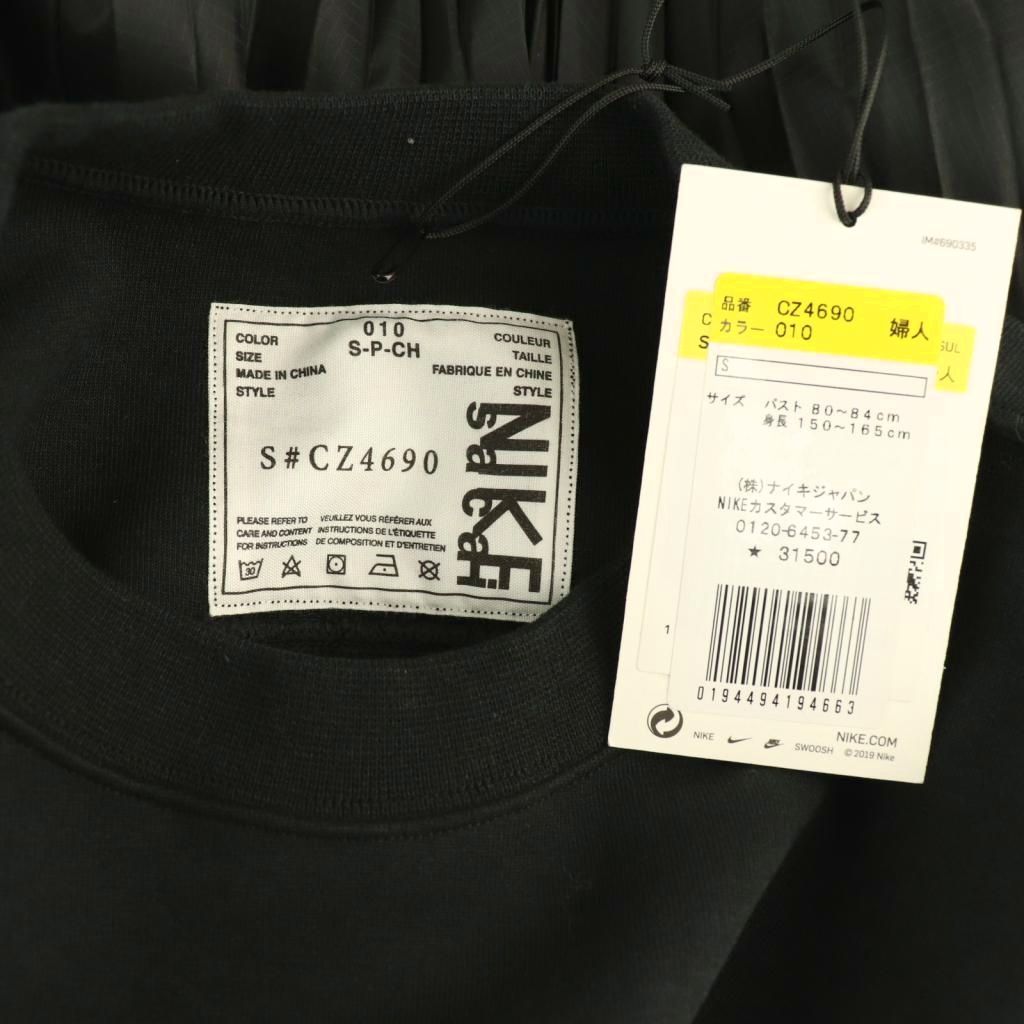 COLOR 010 COULEUR
SIZE S-P-CH TAILLE
MADE IN CHINA FABRIQUE EN CHINE
STYLE STYLE
S#CZ4690
NIKE
sacai
PLEASE REFER TO VEUILLEZ VOUS RÉFÉRER AUX
CARE AND CONTENT INSTRUCTIONS DE L'ÉTIQUETTE
FOR INSTRUCTIONS DE COMPOSITION ET D'ENTRETIEN
30
IM#690335
品番 CZ4690 婦人
カラー 010
C
S
SUL
人
S
サイズ バスト 80~84cm
身長 150~165cm
(株)ナイキジャパン
NIKEカスタマーサービス
0120-6453-77
★ 31500
1
0194494194663
NIKE SWOOSH NIKE.COM
©2019 Nike